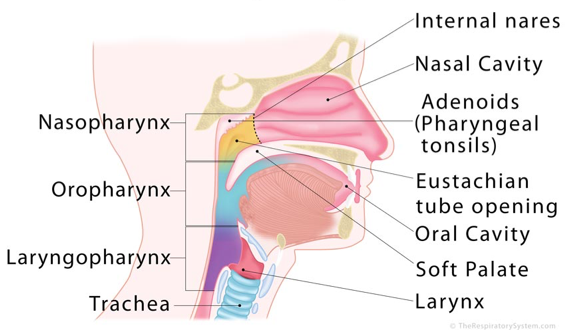 Internal nares
Nasal Cavity
Adenoids
(Pharyngeal
tonsils)
Eustachian
tube opening
Oral Cavity
Soft Palate
Larynx
Nasopharynx
Oropharynx
Laryngopharynx
Trachea
© TheRespiratorySystem.com